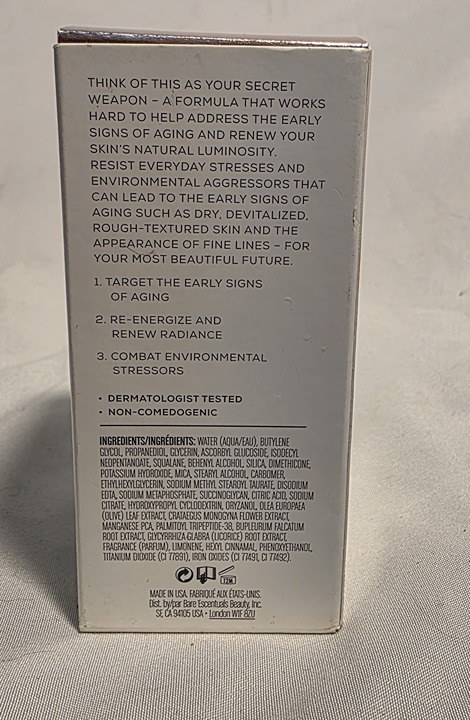 THINK OF THIS AS YOUR SECRET
WEAPON – A FORMULA THAT WORKS
HARD TO HELP ADDRESS THE EARLY
SIGNS OF AGING AND RENEW YOUR
SKIN'S NATURAL LUMINOSITY.
RESIST EVERYDAY STRESSES AND
ENVIRONMENTAL AGGRESSORS THAT
CAN LEAD TO THE EARLY SIGNS OF
AGING SUCH AS DRY, DEVITALIZED,
ROUGH-TEXTURED SKIN AND THE
APPEARANCE OF FINE LINES – FOR
YOUR MOST BEAUTIFUL FUTURE.
1. TARGET THE EARLY SIGNS
OF AGING
2. RE-ENERGIZE AND
RENEW RADIANCE
3. COMBAT ENVIRONMENTAL
STRESSORS
• DERMATOLOGIST TESTED
• NON-COMEDOGENIC
INGREDIENTS/INGRÉDIENTS: WATER (AQUA/EAU), BUTYLENE
GLYCOL, PROPANEDIOL, GLYCERIN, ASCORBYL GLUCOSIDE, ISODECYL
NEOPENTANOATE, SQUALANE, BEHENYL ALCOHOL, SILICA, DIMETHICONE,
POTASSIUM HYDROXIDE, MICA, STEARYL ALCOHOL, CARBOMER,
ETHYLHEXYLGLYCERIN, SODIUM METHYL STEAROYL TAURATE, DISODIUM
EDTA, SODIUM METAPHOSPHATE, SUCCINOGLYCAN, CITRIC ACID, SODIUM
CITRATE, HYDROXYPROPYL CYCLODEXTRIN, ORYZANOL, OLEA EUROPAEA
(OLIVE) LEAF EXTRACT, CRATAEGUS MONOGYNA FLOWER EXTRACT,
MANGANESE PCA, PALMITOYL TRIPEPTIDE-38, BUPLEURUM FALCATUM
ROOT EXTRACT, GLYCYRRHIZA GLABRA (LICORICE) ROOT EXTRACT,
FRAGRANCE (PARFUM), LIMONENE, HEXYL CINNAMAL, PHENOXYETHANOL,
TITANIUM DIOXIDE (CI 77891), IRON OXIDES (CI 77491, CI 77492).
12M
MADE IN USA. FABRIQUÉ AUX ÉTATS-UNIS.
Dist. by/par Bare Escentuals Beauty, Inc.
SF, CA 94105 USA • London W1F 8ZU